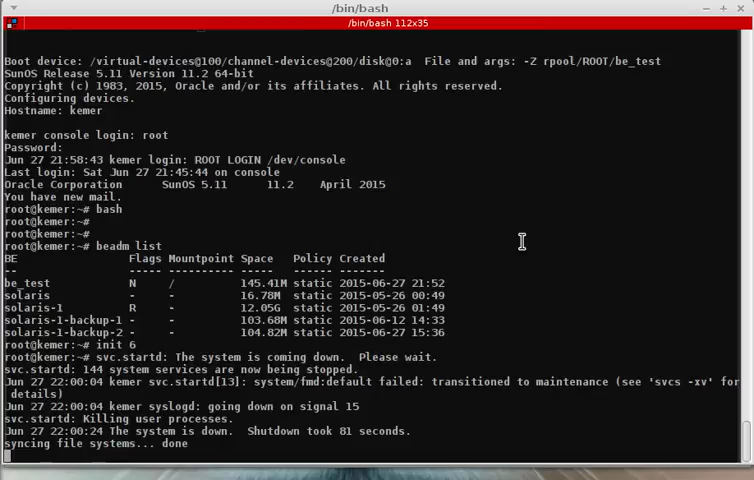 /bin/bash
/bin/bash 112x35
Boot device: /virtual-devices@100/channel-devices@200/disk@0:a  File and args: -Z rpool/ROOT/be_test
SunOS Release 5.11 Version 11.2 64-bit
Copyright (c) 1983, 2015, Oracle and/or its affiliates. All rights reserved.
Configuring devices.
Hostname: kemer
kemer console login: root
Password:
Jun 27 21:58:43 kemer login: ROOT LOGIN /dev/console
Last login: Sat Jun 27 21:45:44 on console
Oracle Corporation      SunOS 5.11      11.2    April 2015
You have new mail.
root@kemer:~# bash
root@kemer:~#
root@kemer:~#
root@kemer:~# beadm list
BE                Flags Mountpoint Space   Policy Created
--                ----- ---------- -----   ------ -------
be_test           N     /          145.41M static 2015-06-27 21:52
solaris           -     -          16.78M  static 2015-05-26 00:49
solaris-1         R     -          12.05G  static 2015-05-26 01:49
solaris-1-backup-1 -    -          103.68M static 2015-06-12 14:33
solaris-1-backup-2 -    -          104.82M static 2015-06-27 15:36
root@kemer:~# init 6
root@kemer:~# svc.startd: The system is coming down.  Please wait.
svc.startd: 144 system services are now being stopped.
Jun 27 22:00:04 kemer svc.startd[13]: system/fmd:default failed: transitioned to maintenance (see 'svcs -xv' for
details)
Jun 27 22:00:04 kemer syslogd: going down on signal 15
svc.startd: Killing user processes.
Jun 27 22:00:24 The system is down.  Shutdown took 81 seconds.
syncing file systems... done